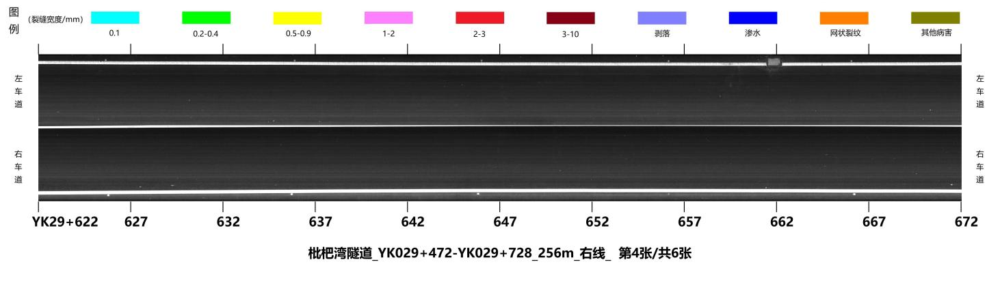 图例 (裂缝宽度/mm)
0.1 0.2-0.4 0.5-0.9 1-2 2-3 3-10 剥落 渗水 网状裂纹 其他病害
左车道 左车道
右车道 右车道
YK29+622 627 632 637 642 647 652 657 662 667 672
枇杷湾隧道_YK029+472-YK029+728_256m_右线_ 第4张/共6张